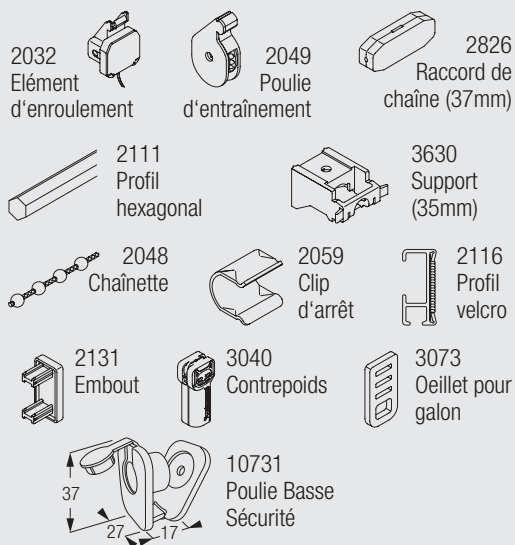 2032
Elément
d'enroulement
2049
Poulie
d'entraînement
2826
Raccord de
chaîne (37mm)
2111
Profil
hexagonal
3630
Support
(35mm)
2048
Chaînette
2059
Clip
d'arrêt
2116
Profil
velcro
2131
Embout
3040
Contrepoids
3073
Oeillet pour
galon
37
27
17
10731
Poulie Basse
Sécurité